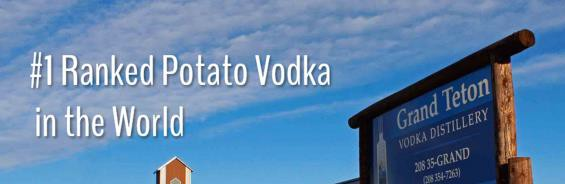 #1 Ranked Potato Vodka
in the World
Grand Teton
VODKA DISTILLERY
208 35-GRAND
(208 354-7263)